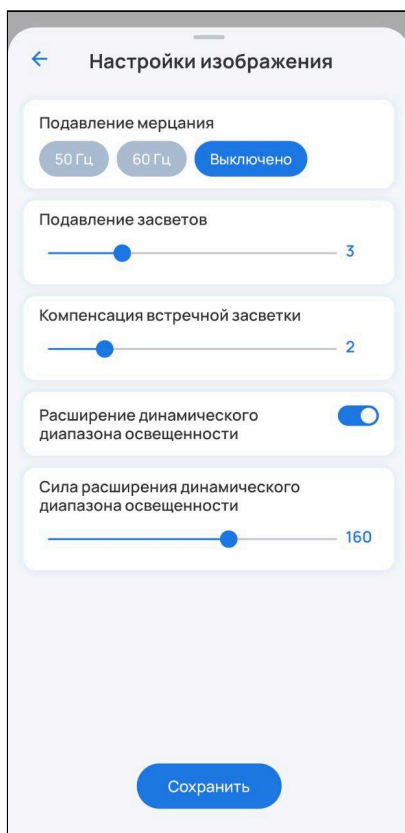 Настройки изображения
Подавление мерцания
50 Гц 60 Гц Выключено
Подавление засветов
3
Компенсация встречной засветки
2
Расширение динамического
диапазона освещенности
Сила расширения динамического
диапазона освещенности
160
Сохранить